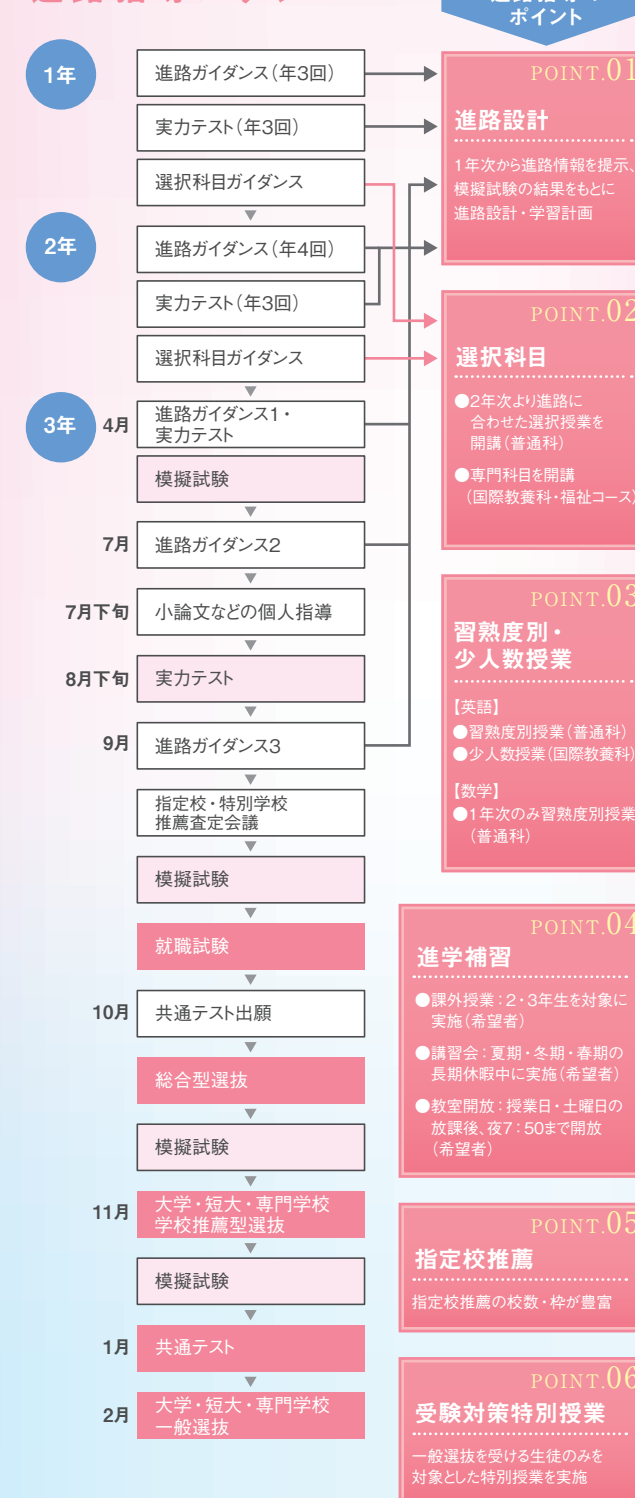 ポイント
1年
進路ガイダンス（年3回）
実力テスト（年3回）
選択科目ガイダンス
2年
進路ガイダンス（年4回）
実力テスト（年3回）
選択科目ガイダンス
3年
4月
進路ガイダンス1・
実力テスト
模擬試験
7月
進路ガイダンス2
7月下旬
小論文などの個人指導
8月下旬
実力テスト
9月
進路ガイダンス3
指定校・特別学校
推薦査定会議
模擬試験
就職試験
10月
共通テスト出願
総合型選抜
模擬試験
11月
大学・短大・専門学校
学校推薦型選抜
模擬試験
1月
共通テスト
2月
大学・短大・専門学校
一般選抜
POINT.01
進路設計
1年次から進路情報を提示、
模擬試験の結果をもとに
進路設計・学習計画
POINT.02
選択科目
●2年次より進路に
合わせた選択授業を
開講（普通科）
●専門科目を開講
（国際教養科・福祉コース）
POINT.03
習熟度別・
少人数授業
【英語】
●習熟度別授業（普通科）
●少人数授業（国際教養科）
【数学】
●1年次のみ習熟度別授業
（普通科）
POINT.04
進学補習
●課外授業：2・3年生を対象に
実施（希望者）
●講習会：夏期・冬期・春期の
長期休暇中に実施（希望者）
●教室開放：授業日・土曜日の
放課後、夜7：50まで開放
（希望者）
POINT.05
指定校推薦
指定校推薦の校数・枠が豊富
POINT.06
受験対策特別授業
一般選抜を受ける生徒のみを
対象とした特別授業を実施